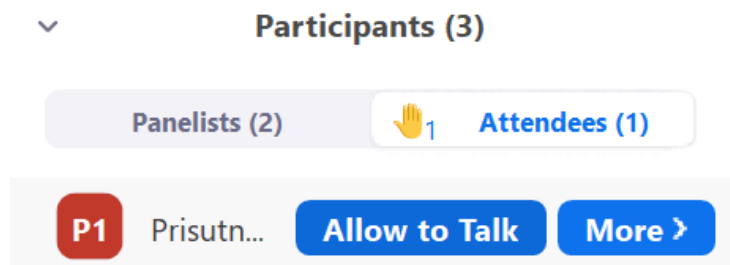 Participants (3)
Panelists (2) 1 Attendees (1)
P1 Prisutn... Allow to Talk More